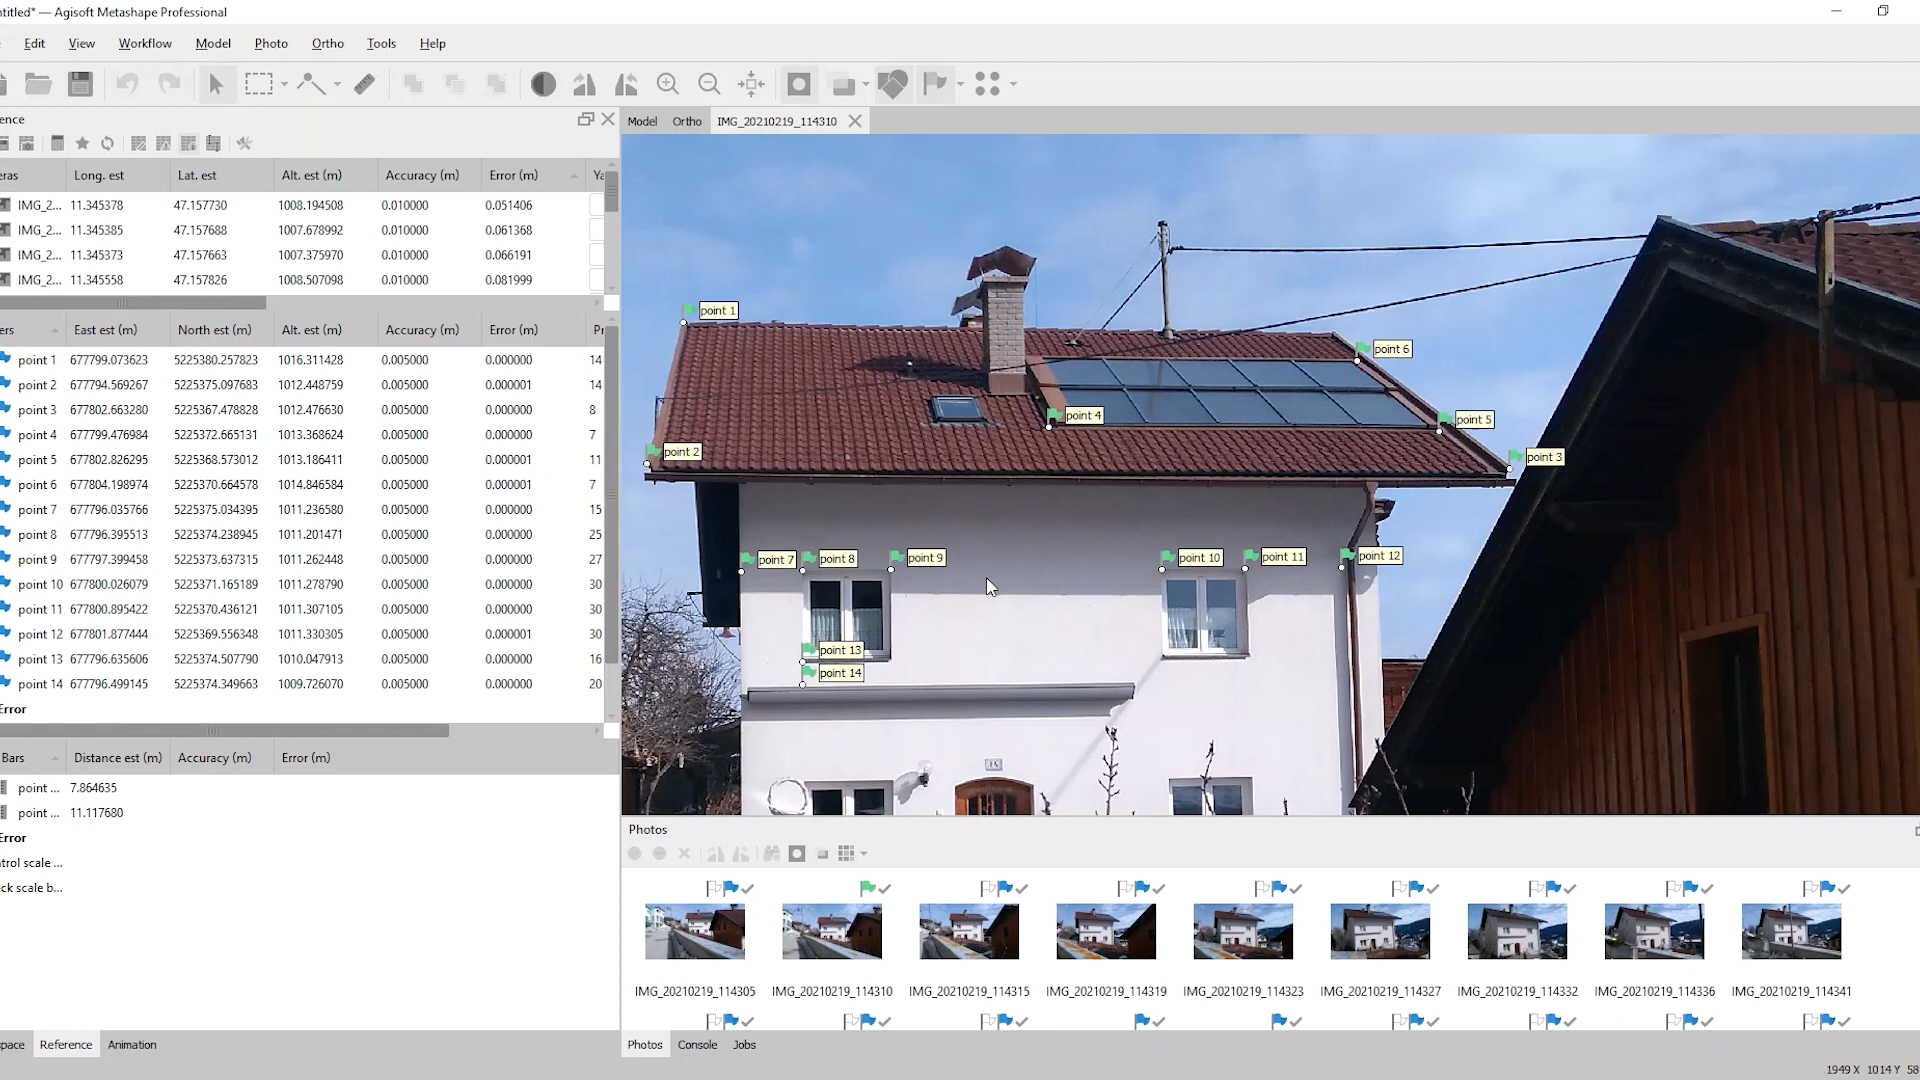 ntitled* — Agisoft Metashape Professional
Edit View Workflow Model Photo Ortho Tools Help
ence
Model Ortho IMG_20210219_114310
eras Long. est Lat. est Alt. est (m) Accuracy (m) Error (m) Ya
IMG_2... 11.345378 47.157730 1008.194508 0.010000 0.051406
IMG_2... 11.345385 47.157688 1007.678992 0.010000 0.061368
IMG_2... 11.345373 47.157663 1007.375970 0.010000 0.066191
IMG_2... 11.345558 47.157826 1008.507098 0.010000 0.081999
ers East est (m) North est (m) Alt. est (m) Accuracy (m) Error (m) Pr
point 1 677799.073623 5225380.257823 1016.311428 0.005000 0.000000 14
point 2 677794.569267 5225375.097683 1012.448759 0.005000 0.000001 14
point 3 677802.663280 5225367.478828 1012.476630 0.005000 0.000000 8
point 4 677799.476984 5225372.665131 1013.368624 0.005000 0.000000 7
point 5 677802.826295 5225368.573012 1013.186411 0.005000 0.000001 11
point 6 677804.198974 5225370.664578 1014.846584 0.005000 0.000001 7
point 7 677796.035766 5225375.034395 1011.236580 0.005000 0.000000 15
point 8 677796.395513 5225374.238945 1011.201471 0.005000 0.000000 25
point 9 677797.399458 5225373.637315 1011.262448 0.005000 0.000000 27
point 10 677800.026079 5225371.165189 1011.278790 0.005000 0.000000 30
point 11 677800.895422 5225370.436121 1011.307105 0.005000 0.000000 30
point 12 677801.877444 5225369.556348 1011.330305 0.005000 0.000001 30
point 13 677796.635606 5225374.507790 1010.047913 0.005000 0.000000 16
point 14 677796.499145 5225374.349663 1009.726070 0.005000 0.000000 20
Error
Bars Distance est (m) Accuracy (m) Error (m)
point ... 7.864635
point ... 11.117680
Error
trol scale ...
ck scale b...
pace Reference Animation
point 1
point 6
point 4
point 5
point 2
point 3
point 7 point 8 point 9 point 10 point 11 point 12
point 13
point 14
14
Photos
IMG_20210219_114305 IMG_20210219_114310 IMG_20210219_114315 IMG_20210219_114319 IMG_20210219_114323 IMG_20210219_114327 IMG_20210219_114332 IMG_20210219_114336 IMG_20210219_114341
Photos Console Jobs
1949 X 1014 Y 58